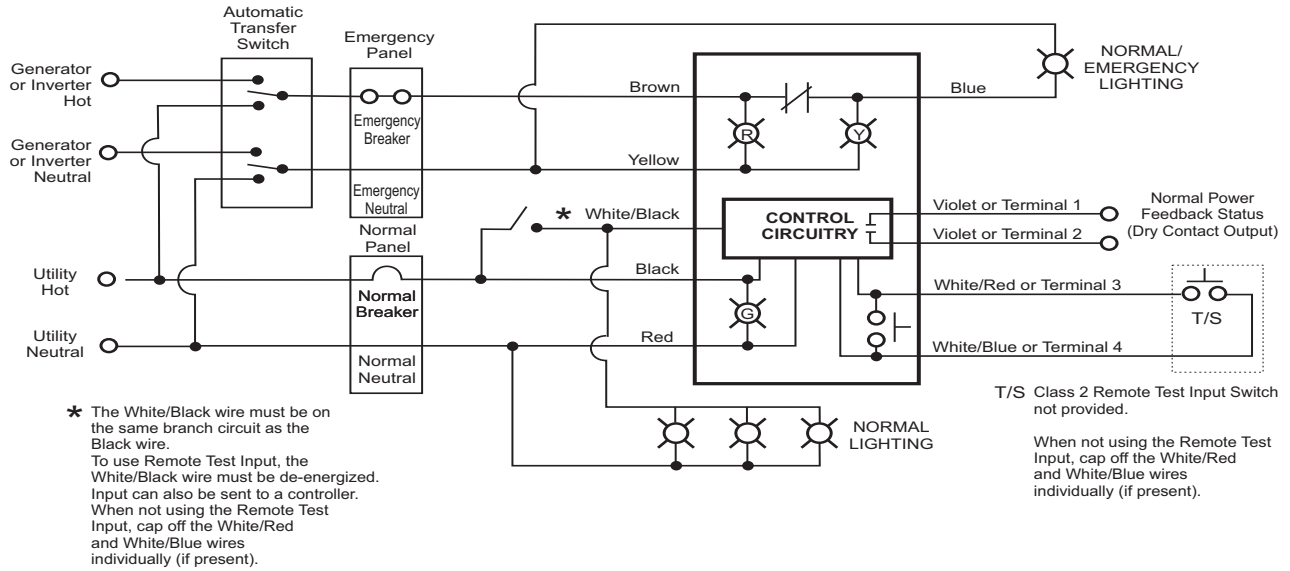 Automatic
Transfer
Switch
Emergency
Panel
Generator
or Inverter
Hot
Generator
or Inverter
Neutral
Emergency
Breaker
Emergency
Neutral
Normal
Panel
Utility
Hot
Utility
Neutral
Normal
Breaker
Normal
Neutral
Brown
Yellow
* White/Black
Black
Red
R
Y
G
CONTROL
CIRCUITRY
Blue
NORMAL/
EMERGENCY
LIGHTING
Violet or Terminal 1
Violet or Terminal 2
Normal Power
Feedback Status
(Dry Contact Output)
White/Red or Terminal 3
White/Blue or Terminal 4
T/S
NORMAL
LIGHTING
* The White/Black wire must be on
the same branch circuit as the
Black wire.
To use Remote Test Input, the
White/Black wire must be de-energized.
Input can also be sent to a controller.
When not using the Remote Test
Input, cap off the White/Red
and White/Blue wires
individually (if present).
T/S Class 2 Remote Test Input Switch
not provided.
When not using the Remote Test
Input, cap off the White/Red
and White/Blue wires
individually (if present).